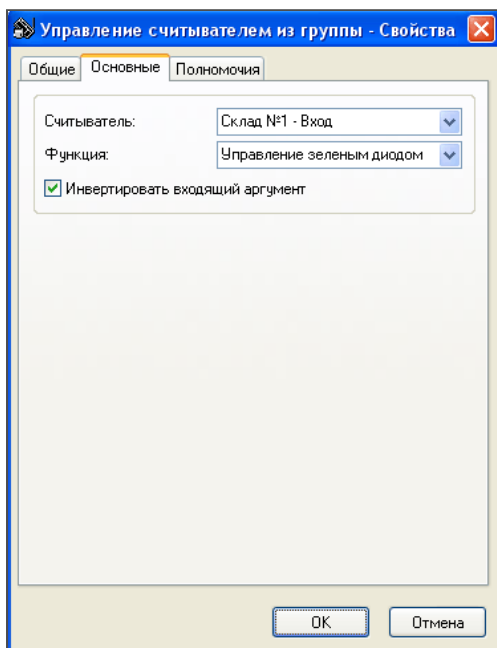 Управление считывателем из группы - Свойства
Общие Основные Полномочия
Считыватель: Склад №1 - Вход
Функция: Управление зеленым диодом
Инвертировать входящий аргумент
OK Отмена